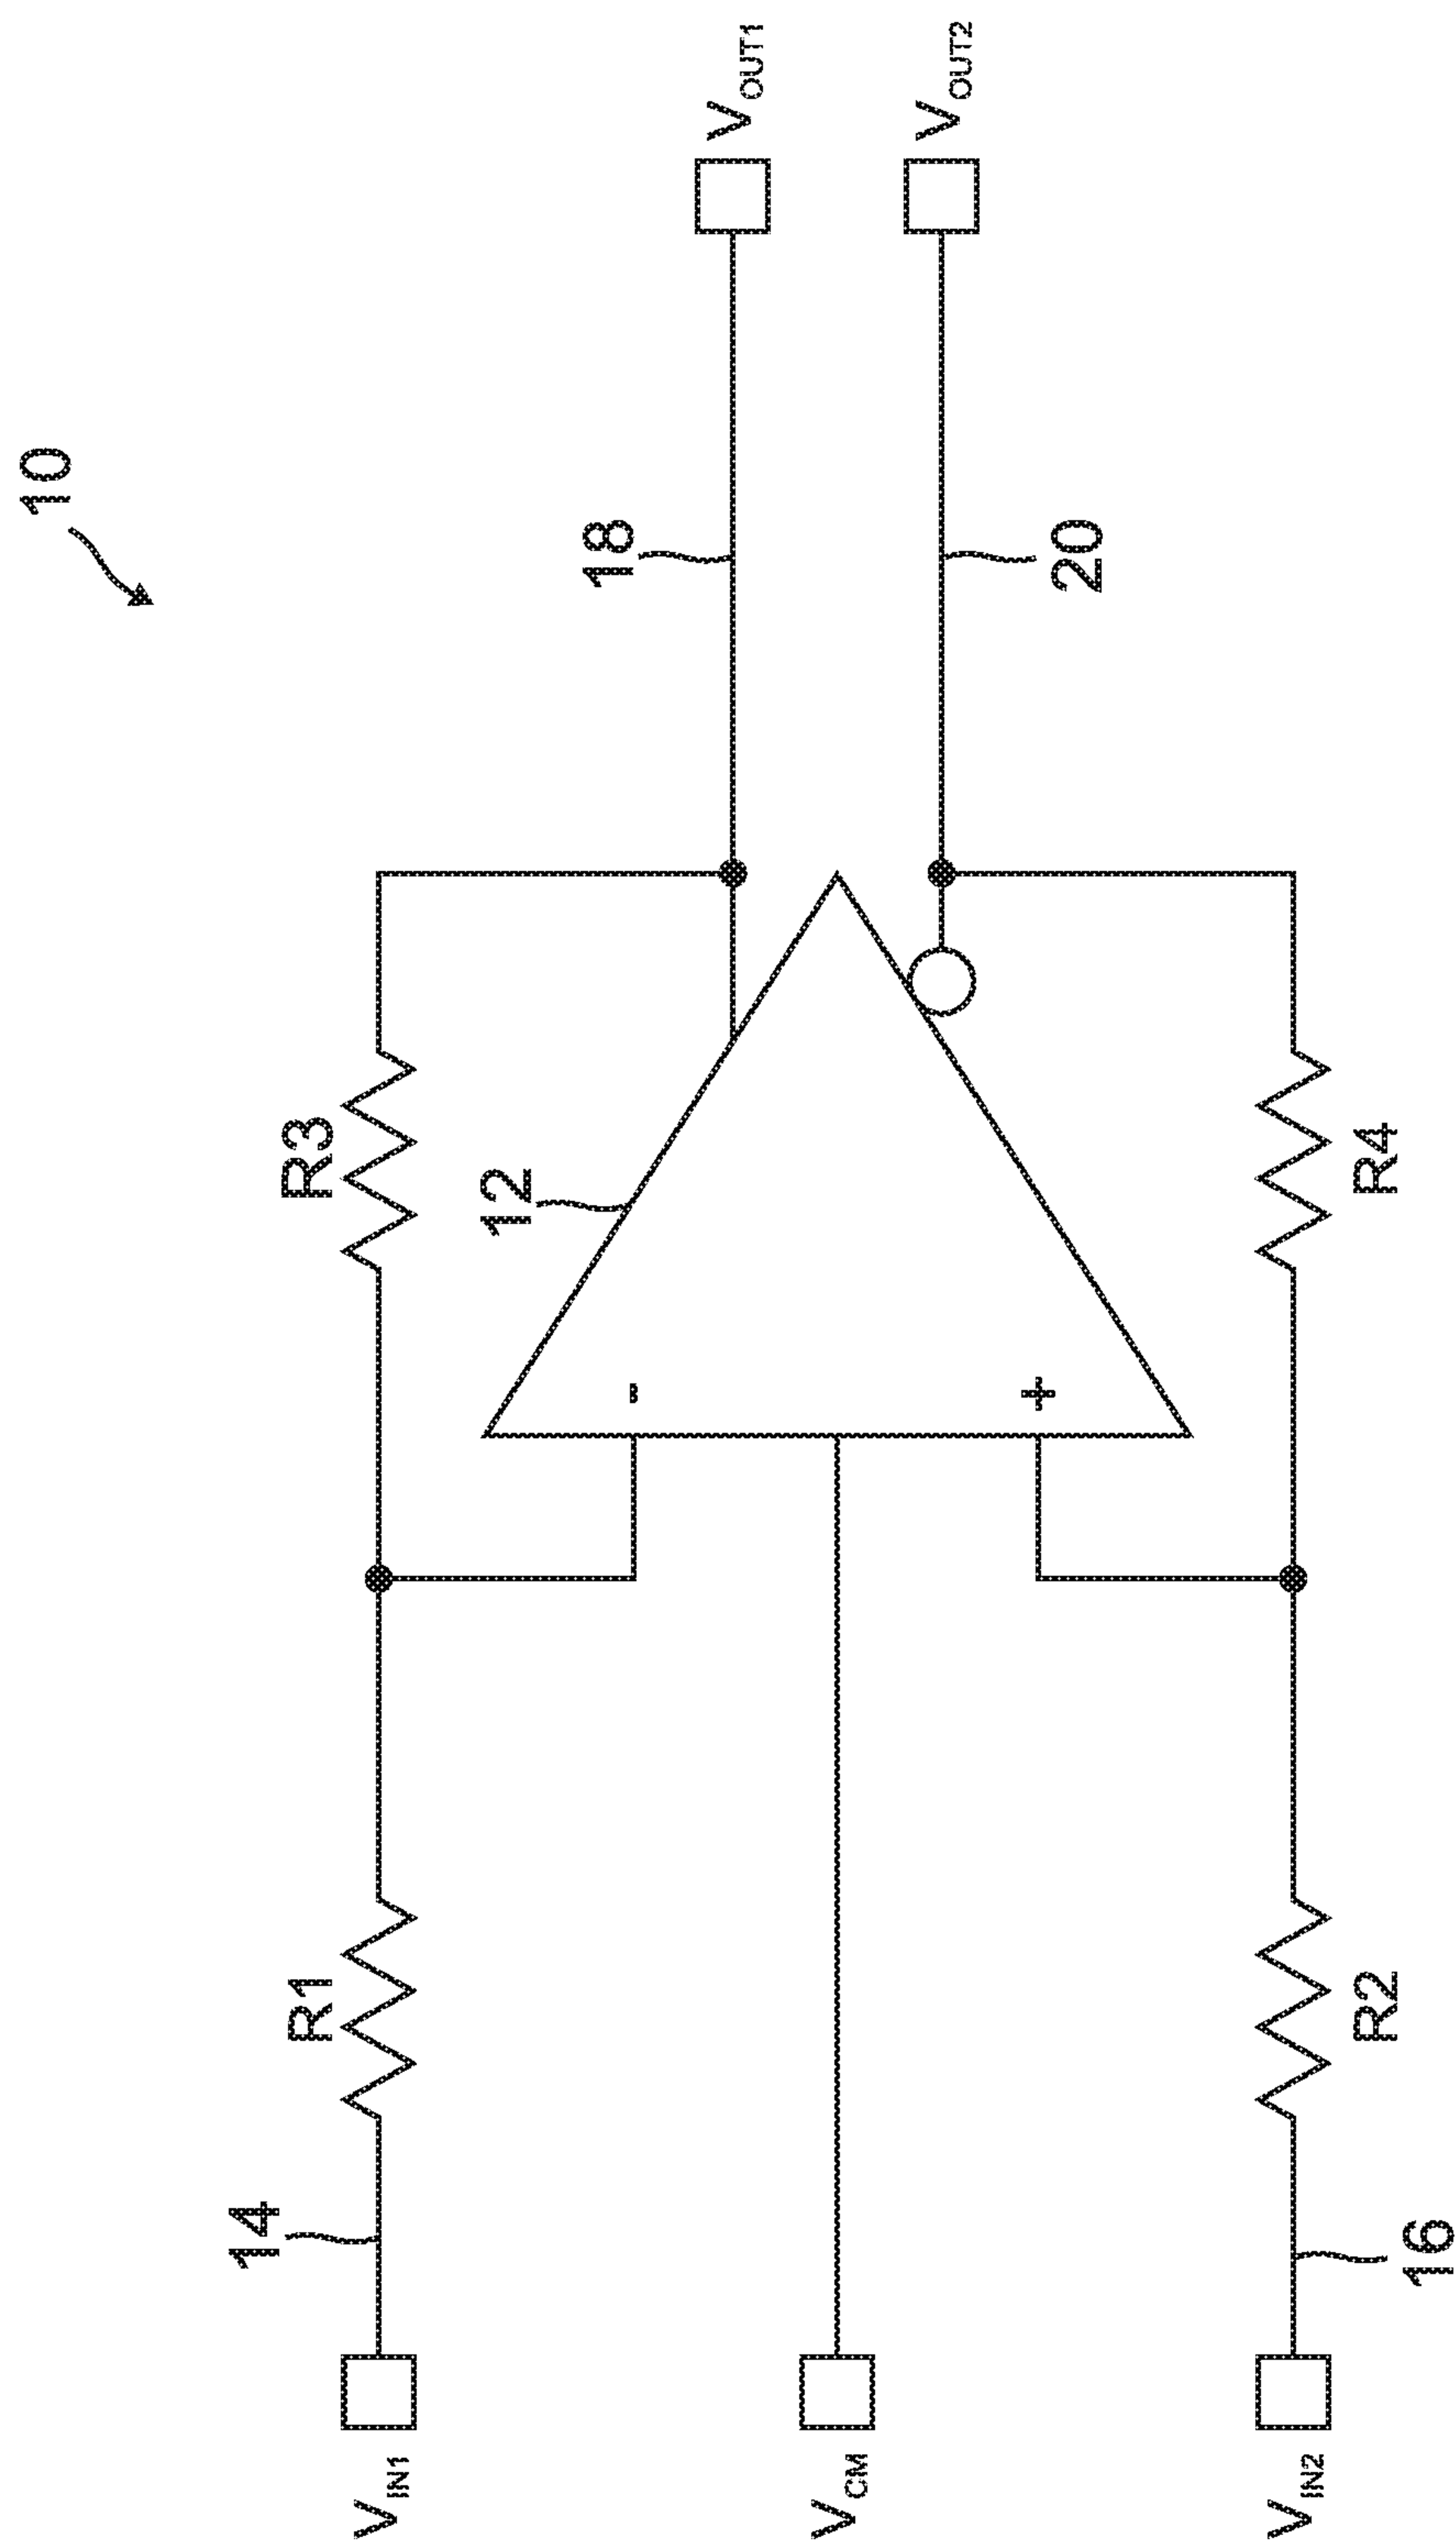 10
R1
R3
14
12
18
V_IN1
V_OUT1
-
V_CM
V_OUT2
+
20
V_IN2
16
R2
R4